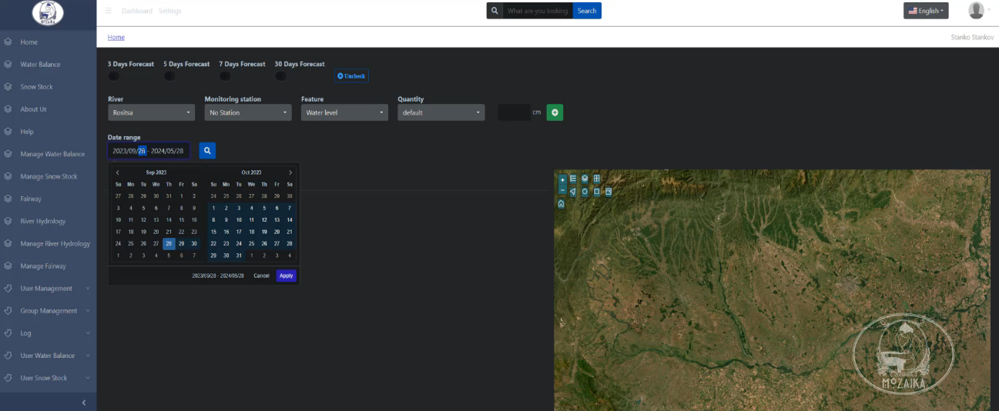 MOZAIKA
Dashboard Settings
What are you looking
Search
English
Home
Stanko Stankov
Home
Water Balance
Snow Stock
About Us
Help
Manage Water Balance
Manage Snow Stock
Fairway
River Hydrology
Manage River Hydrology
Manage Fairway
User Management
Group Management
Log
User Water Balance
User Snow Stock
3 Days Forecast 5 Days Forecast 7 Days Forecast 30 Days Forecast
Uncheck
River Monitoring station Feature Quantity
Rositsa No Station Water level default cm
Date range
2023/09/28 - 2024/05/28
Sep 2023 Oct 2023
Su Mo Tu We Th Fr Sa Su Mo Tu We Th Fr Sa
27 28 29 30 31 1 2 24 25 26 27 28 29 30
3 4 5 6 7 8 9 1 2 3 4 5 6 7
10 11 12 13 14 15 16 8 9 10 11 12 13 14
17 18 19 20 21 22 23 15 16 17 18 19 20 21
24 25 26 27 28 29 30 22 23 24 25 26 27 28
1 2 3 4 5 6 7 29 30 31 1 2 3 4
2023/09/28 - 2024/05/28 Cancel Apply
MOZAIKA